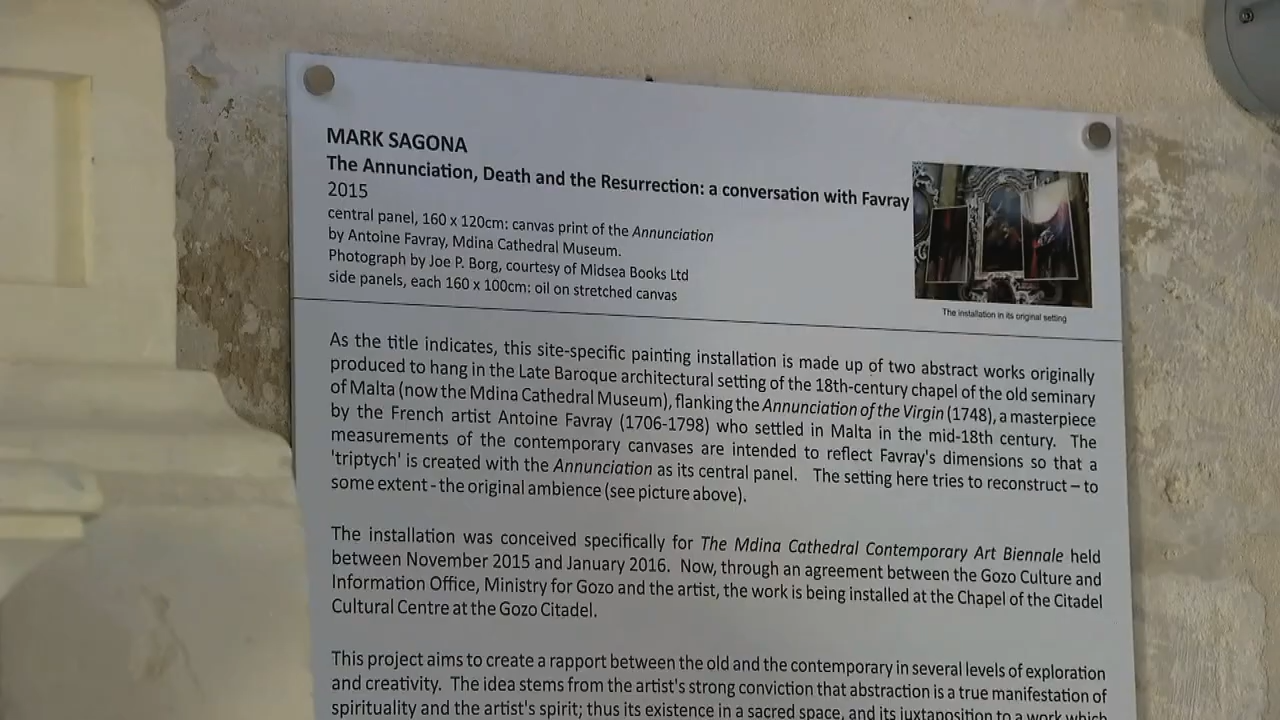 MARK SAGONA
The Annunciation, Death and the Resurrection: a conversation with Favray
2015
central panel, 160 x 120cm: canvas print of the Annunciation
by Antoine Favray, Mdina Cathedral Museum.
Photograph by Joe P. Borg, courtesy of Midsea Books Ltd
side panels, each 160 x 100cm: oil on stretched canvas
The installation in its original setting
As the title indicates, this site-specific painting installation is made up of two abstract works originally
produced to hang in the Late Baroque architectural setting of the 18th-century chapel of the old seminary
of Malta (now the Mdina Cathedral Museum), flanking the Annunciation of the Virgin (1748), a masterpiece
by the French artist Antoine Favray (1706-1798) who settled in Malta in the mid-18th century. The
measurements of the contemporary canvases are intended to reflect Favray's dimensions so that a
'triptych' is created with the Annunciation as its central panel. The setting here tries to reconstruct – to
some extent - the original ambience (see picture above).
The installation was conceived specifically for The Mdina Cathedral Contemporary Art Biennale held
between November 2015 and January 2016. Now, through an agreement between the Gozo Culture and
Information Office, Ministry for Gozo and the artist, the work is being installed at the Chapel of the Citadel
Cultural Centre at the Gozo Citadel.
This project aims to create a rapport between the old and the contemporary in several levels of exploration
and creativity. The idea stems from the artist's strong conviction that abstraction is a true manifestation of
spirituality and the artist's spirit; thus its existence in a sacred space, and its juxtaposition to a work which